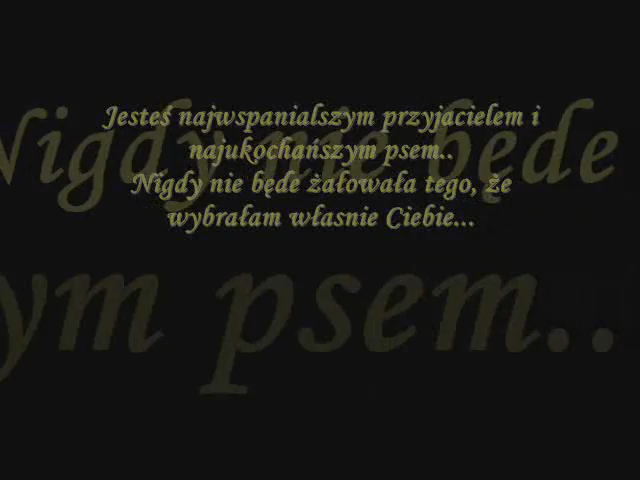 Jesteś najwspanialszym przyjacielem i
najukochańszym psem..
Nigdy nie będe żałowała tego, że
wybrałam własnie Ciebie...
Nigdy nie będe
ym psem..